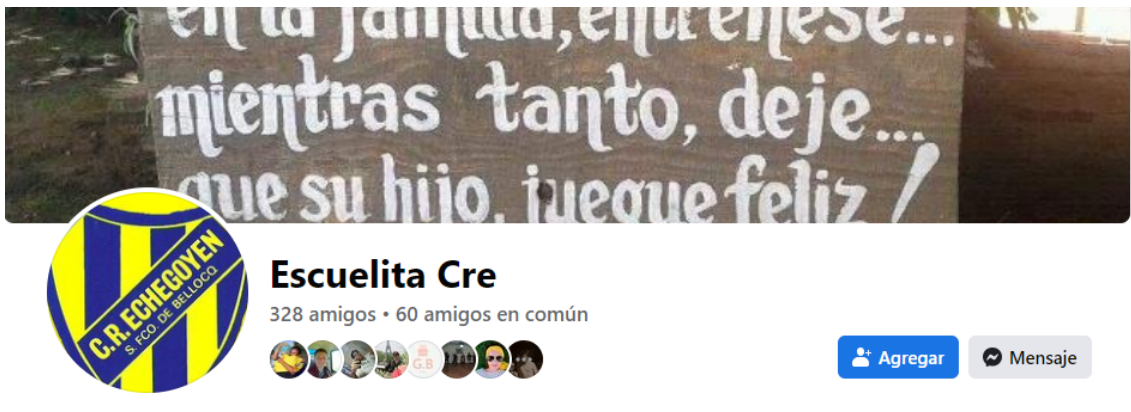 en la familia, entrénese...
mientras tanto, deje...
que su hijo, juegue feliz!
C.R. ECHEGOYEN
S. FCO. DE BELLOCQ
Escuelita Cre
328 amigos • 60 amigos en común
G.B
Agregar
Mensaje